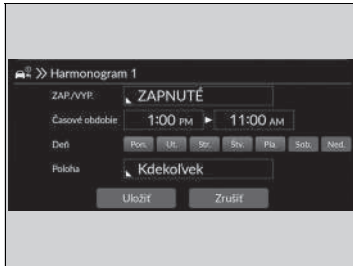 Harmonogram 1
ZAP./VYP. ZAPNUTÉ
Časové obdobie 1:00 PM ► 11:00 AM
Deň Pon. Ut. Str. Štv. Pia. Sob. Ned.
Poloha Kdekoľvek
Uložiť Zrušiť